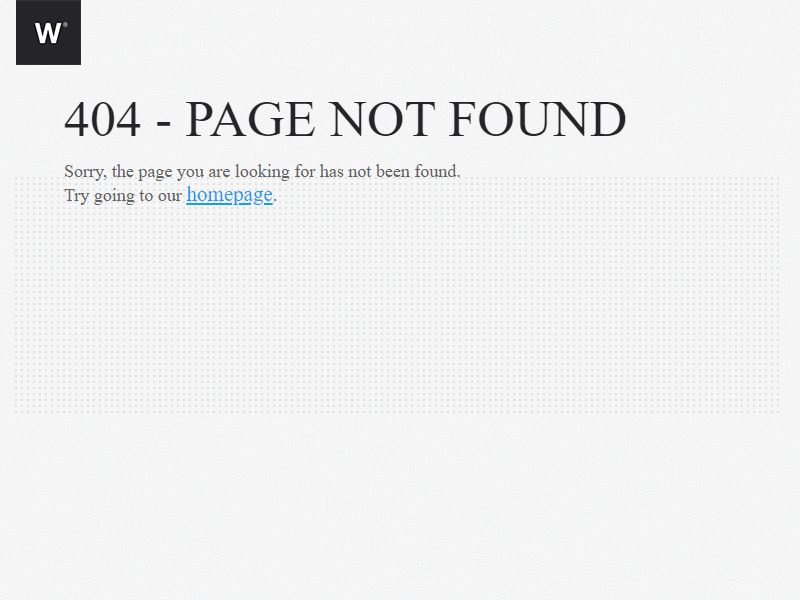 W®
404 - PAGE NOT FOUND
Sorry, the page you are looking for has not been found.
Try going to our homepage.